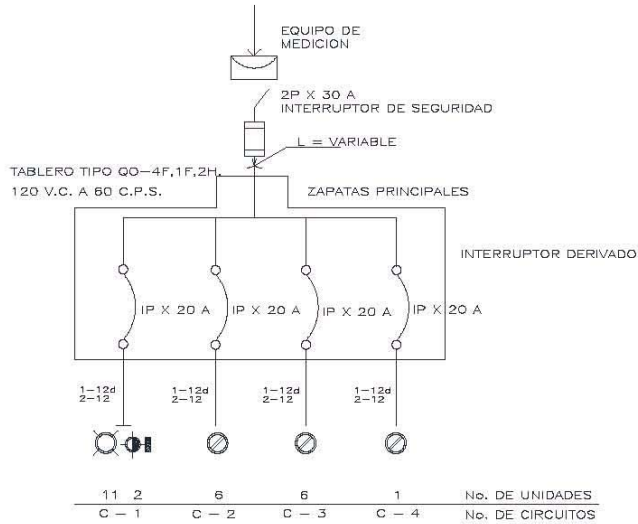 EQUIPO DE
MEDICION
2P X 30 A
INTERRUPTOR DE SEGURIDAD
L = VARIABLE
TABLERO TIPO QO-4F,1F,2H.
120 V.C. A 60 C.P.S.
ZAPATAS PRINCIPALES
INTERRUPTOR DERIVADO
IP X 20 A
IP X 20 A
IP X 20 A
IP X 20 A
1-12d
2-12
1-12d
2-12
1-12d
2-12
1-12d
2-12
11 2 6 6 1 No. DE UNIDADES
C - 1 C - 2 C - 3 C - 4 No. DE CIRCUITOS